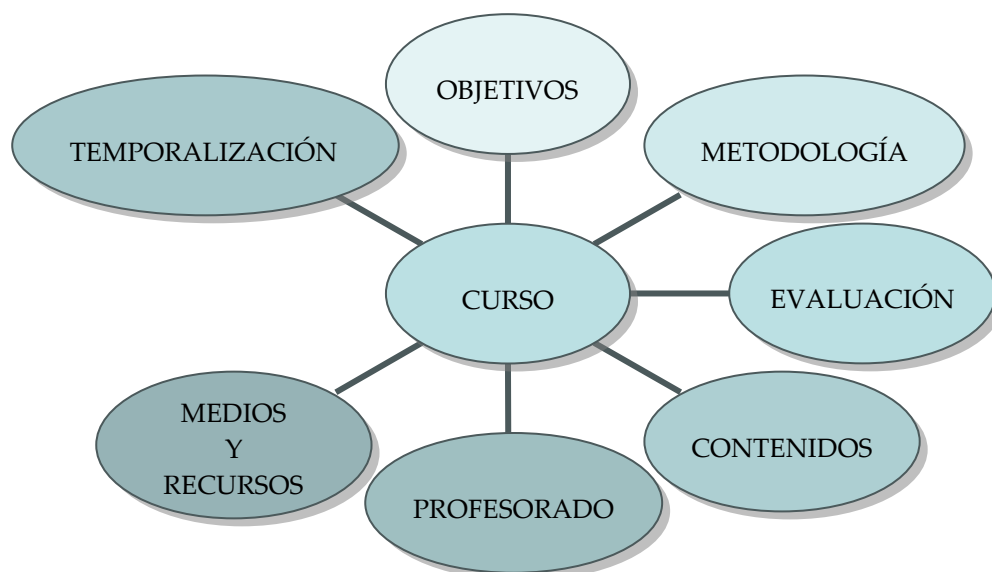 OBJETIVOS
TEMPORALIZACIÓN
METODOLOGÍA
CURSO
EVALUACIÓN
MEDIOS
Y
RECURSOS
CONTENIDOS
PROFESORADO